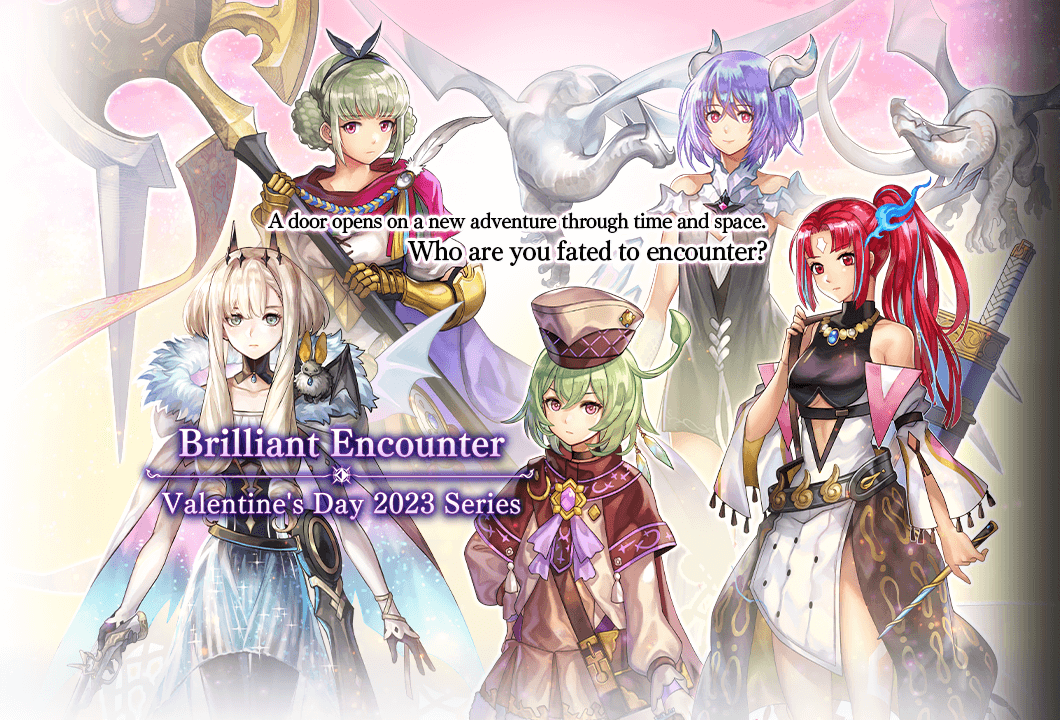 A door opens on a new adventure through time and space.
Who are you fated to encounter?
Brilliant Encounter
Valentine's Day 2023 Series